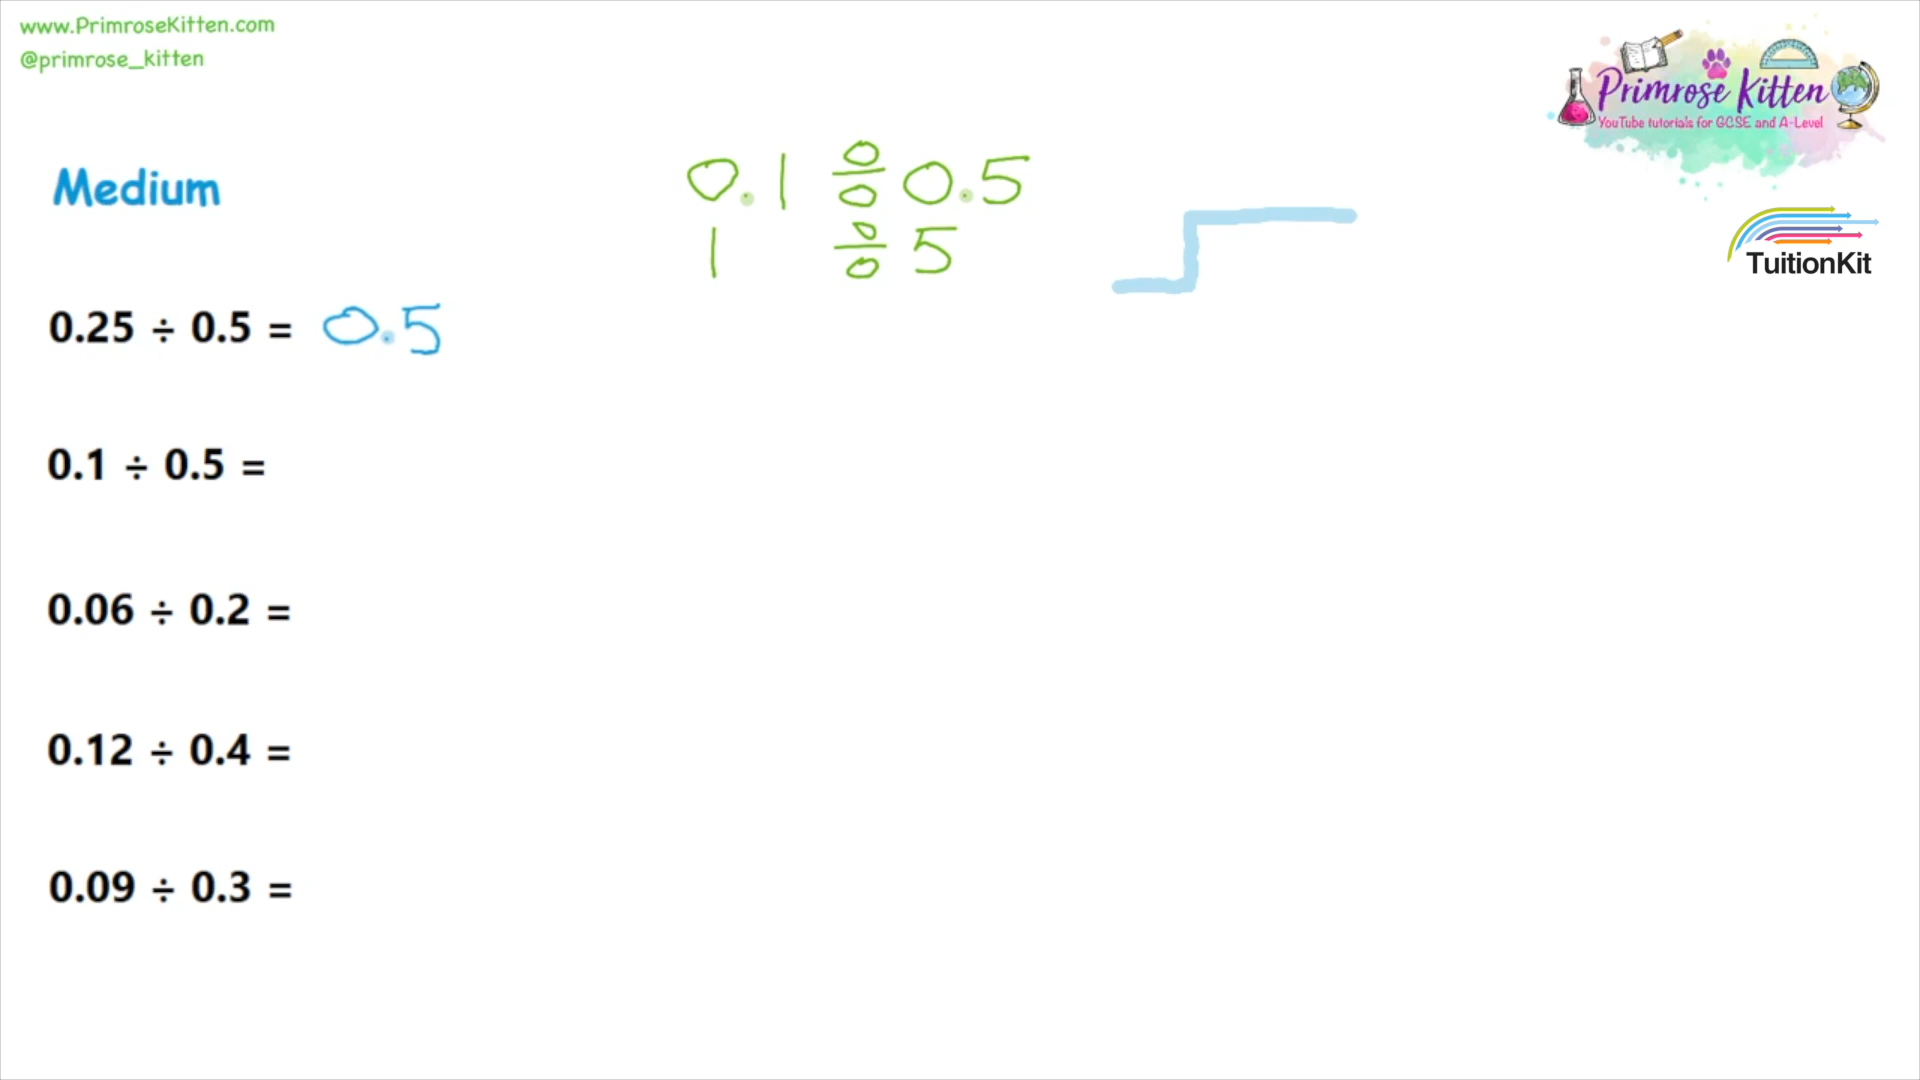 www.PrimroseKitten.com
@primrose_kitten
Primrose Kitten
YouTube tutorials for GCSE and A-Level
TuitionKit
Medium
0.1 ÷ 0.5
1 ÷ 5
0.25 ÷ 0.5 = 0.5
0.1 ÷ 0.5 =
0.06 ÷ 0.2 =
0.12 ÷ 0.4 =
0.09 ÷ 0.3 =